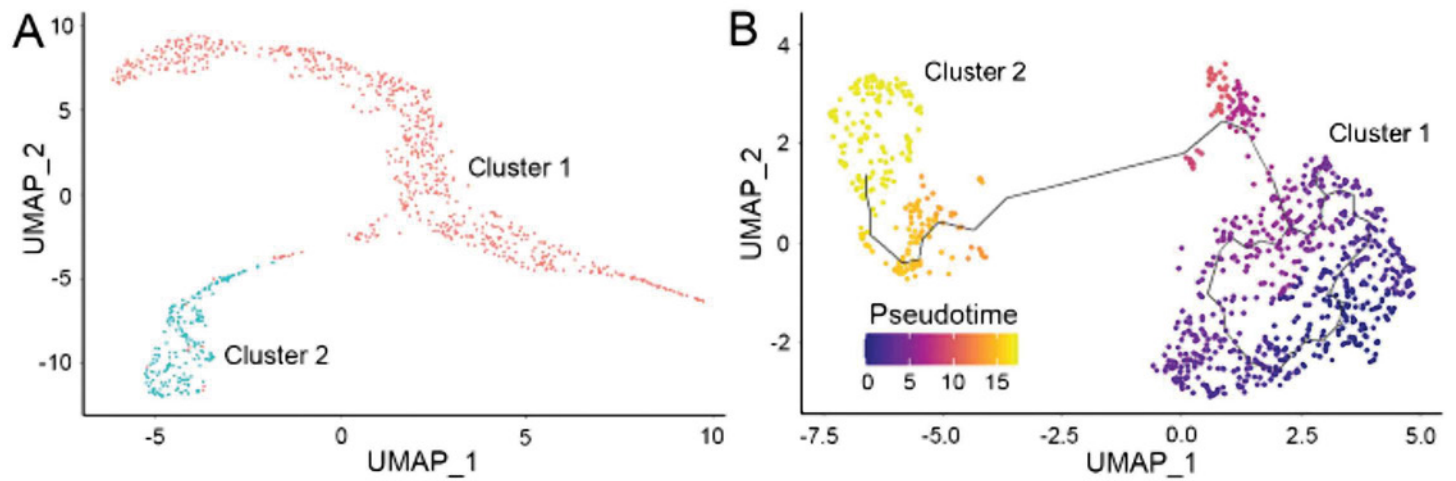 A
UMAP_2
10
5
0
-5
-10
Cluster 1
Cluster 2
-5 0 5 10
UMAP_1
B
UMAP_2
4
2
0
-2
Cluster 2
Cluster 1
Pseudotime
0 5 10 15
-7.5 -5.0 -2.5 0.0 2.5 5.0
UMAP_1